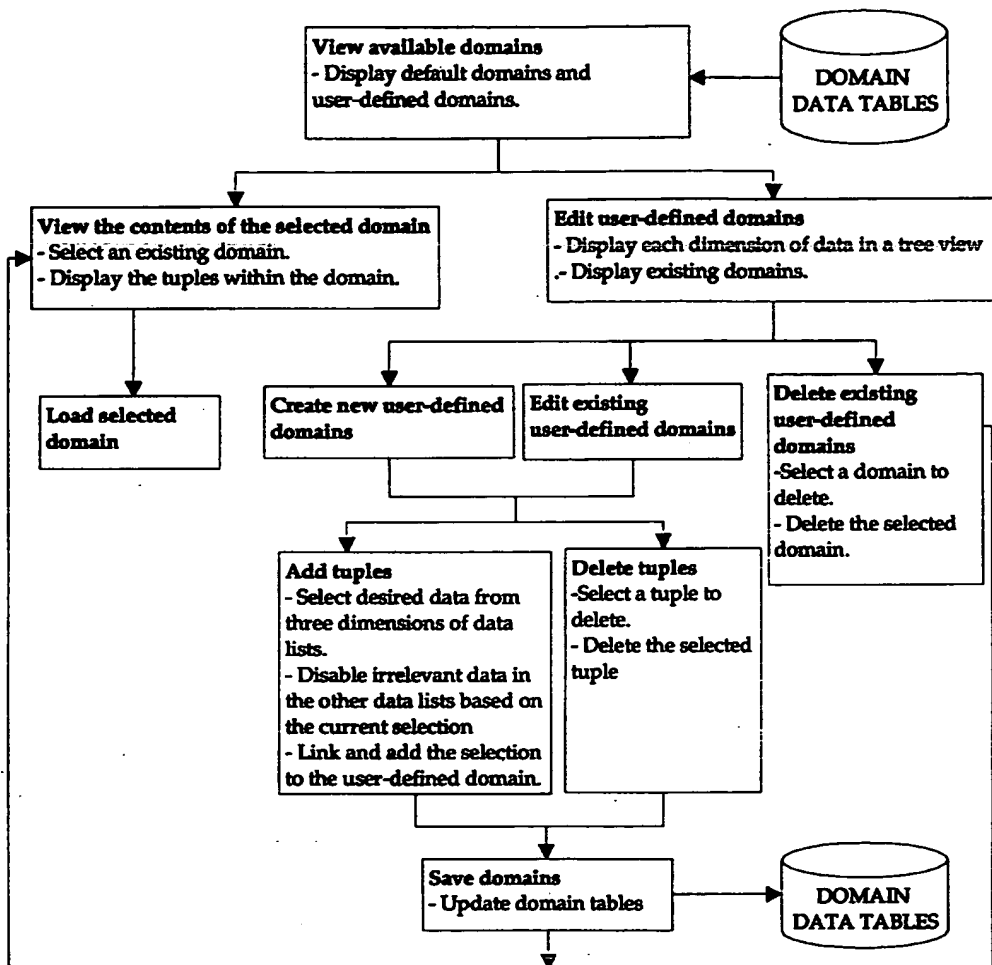 View available domains
- Display default domains and
user-defined domains.
DOMAIN
DATA TABLES
View the contents of the selected domain
- Select an existing domain.
- Display the tuples within the domain.
Edit user-defined domains
- Display each dimension of data in a tree view
.- Display existing domains.
Load selected
domain
Create new user-defined
domains
Edit existing
user-defined domains
Delete existing
user-defined
domains
-Select a domain to
delete.
- Delete the selected
domain.
Add tuples
- Select desired data from
three dimensions of data
lists.
- Disable irrelevant data in
the other data lists based on
the current selection
- Link and add the selection
to the user-defined domain.
Delete tuples
-Select a tuple to
delete.
- Delete the selected
tuple
Save domains
- Update domain tables
DOMAIN
DATA TABLES